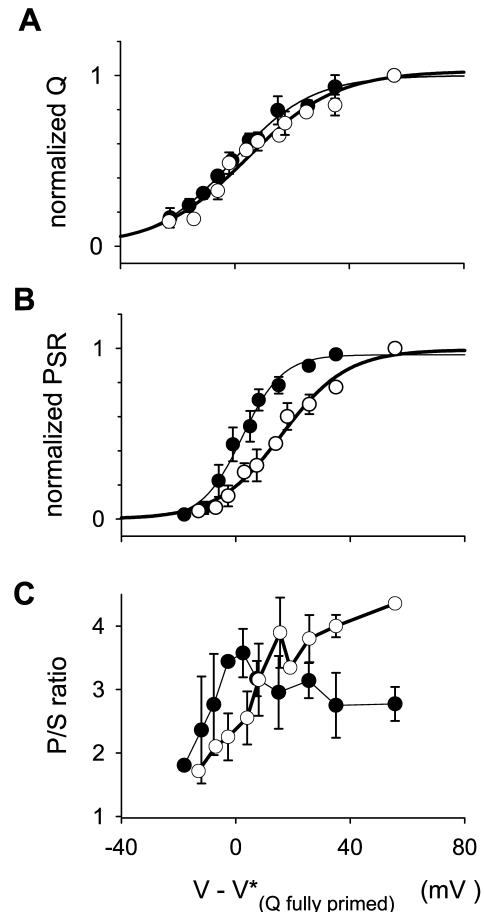 A
normalized Q
1
0
B
normalized PSR
1
0
C
P/S ratio
4
3
2
1
-40 0 40 80
V - V*(Q fully primed) (mV )